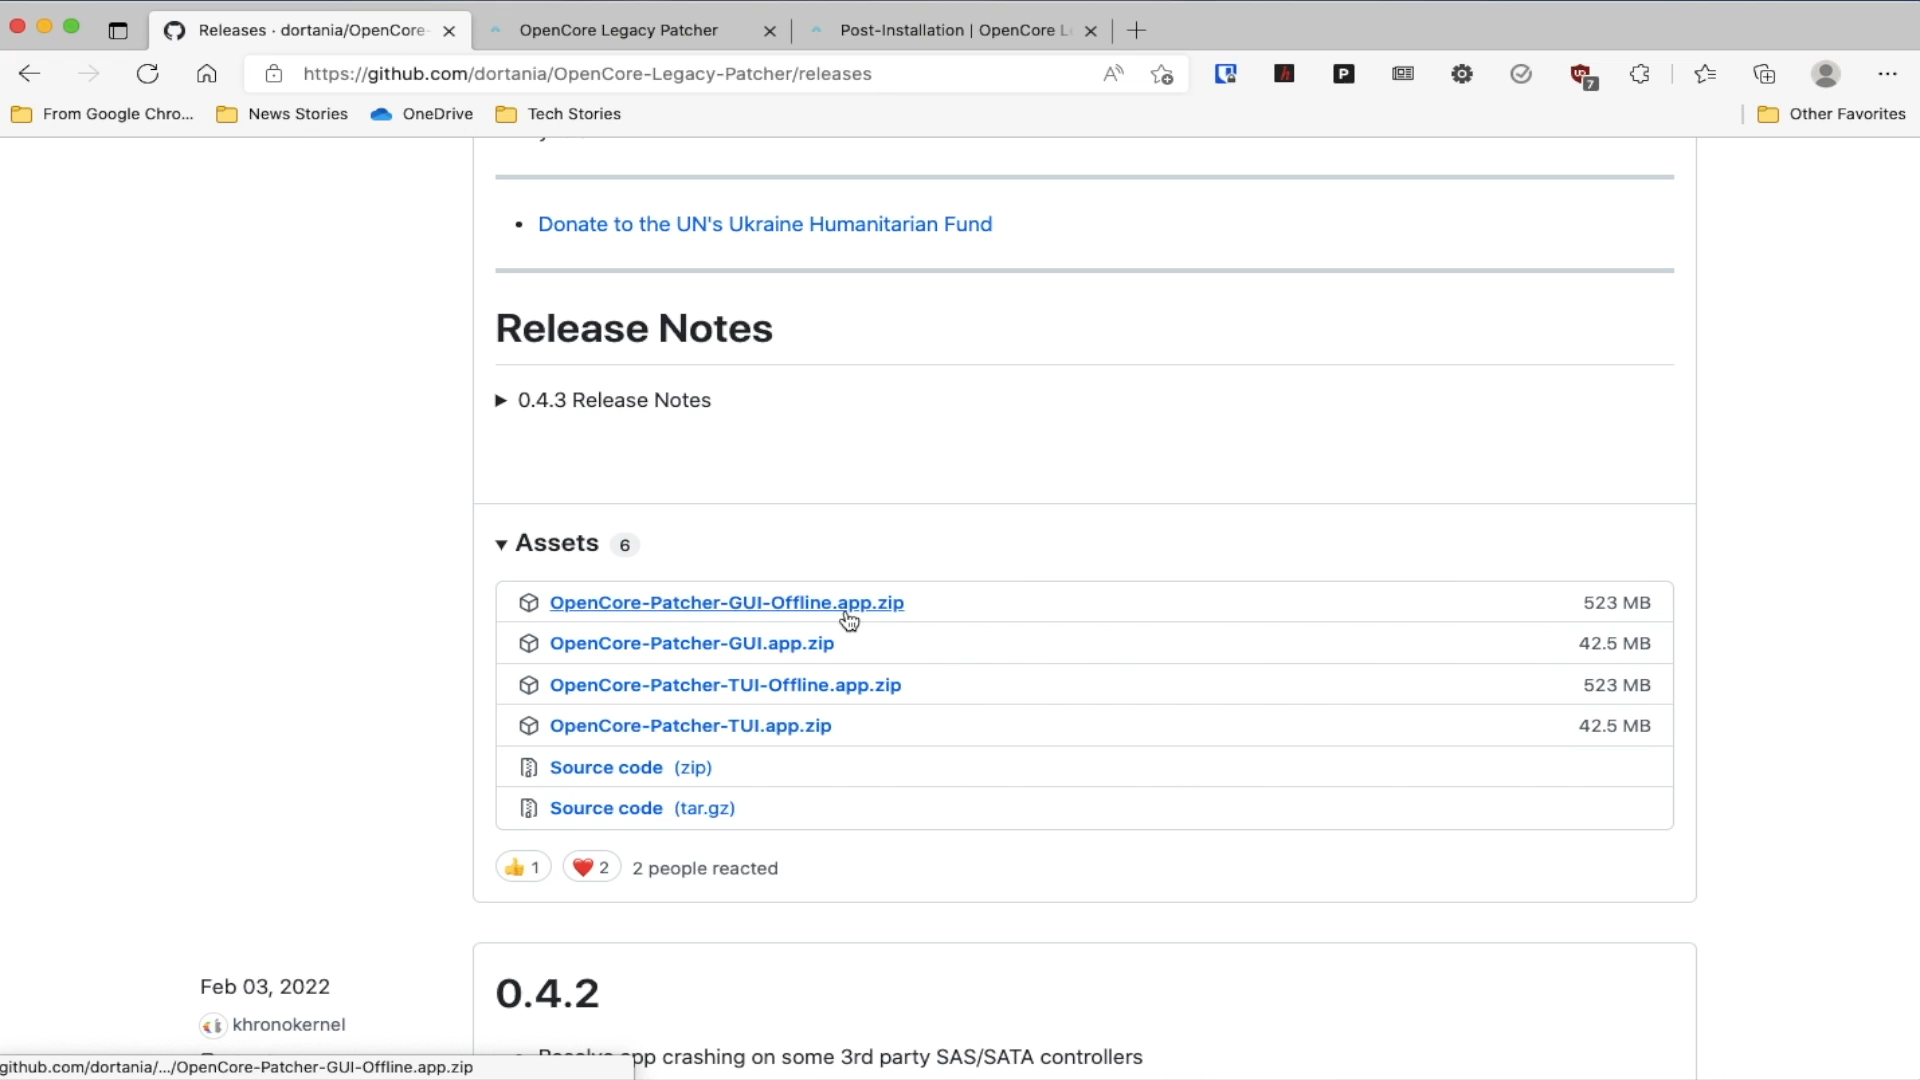 Releases · dortania/OpenCore-
OpenCore Legacy Patcher
Post-Installation | OpenCore L
https://github.com/dortania/OpenCore-Legacy-Patcher/releases
7
From Google Chro...
News Stories
OneDrive
Tech Stories
Other Favorites
Donate to the UN's Ukraine Humanitarian Fund
Release Notes
0.4.3 Release Notes
Assets 6
OpenCore-Patcher-GUI-Offline.app.zip 523 MB
OpenCore-Patcher-GUI.app.zip 42.5 MB
OpenCore-Patcher-TUI-Offline.app.zip 523 MB
OpenCore-Patcher-TUI.app.zip 42.5 MB
Source code (zip)
Source code (tar.gz)
👍 1 ❤️ 2 2 people reacted
Feb 03, 2022
0.4.2
khronokernel
app crashing on some 3rd party SAS/SATA controllers
github.com/dortania/.../OpenCore-Patcher-GUI-Offline.app.zip